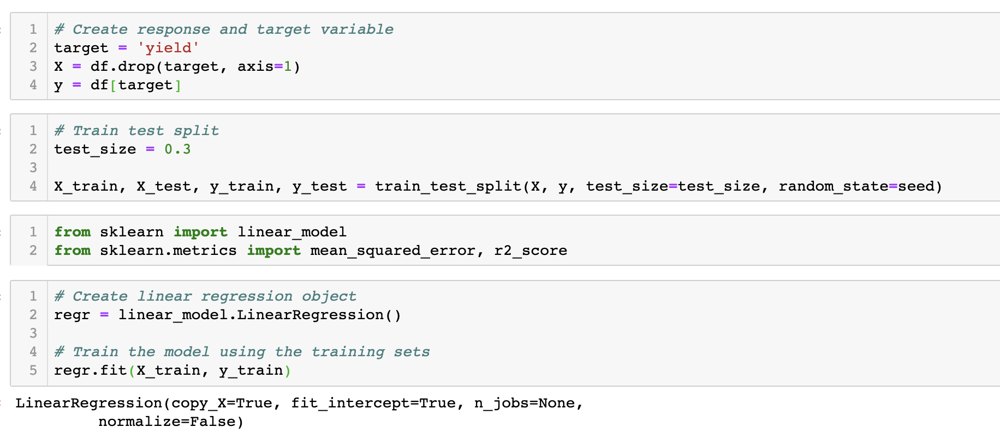 1 # Create response and target variable
2 target = 'yield'
3 X = df.drop(target, axis=1)
4 y = df[target]
1 # Train test split
2 test_size = 0.3
3
4 X_train, X_test, y_train, y_test = train_test_split(X, y, test_size=test_size, random_state=seed)
1 from sklearn import linear_model
2 from sklearn.metrics import mean_squared_error, r2_score
1 # Create linear regression object
2 regr = linear_model.LinearRegression()
3
4 # Train the model using the training sets
5 regr.fit(X_train, y_train)
LinearRegression(copy_X=True, fit_intercept=True, n_jobs=None,
normalize=False)